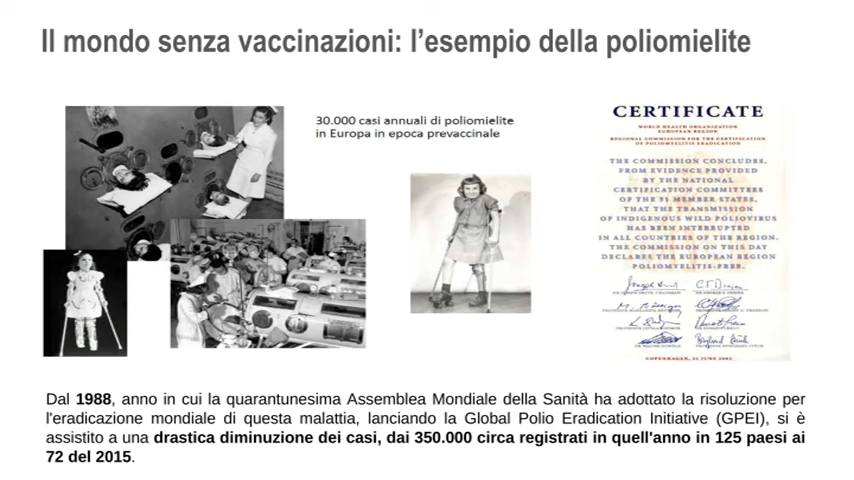 Il mondo senza vaccinazioni: l’esempio della poliomielite
30.000 casi annuali di poliomielite
in Europa in epoca prevaccinale
CERTIFICATE
WORLD HEALTH ORGANIZATION
EUROPEAN REGION
REGIONAL COMMISSION FOR THE CERTIFICATION
OF POLIOMYELITIS ERADICATION
THE COMMISSION CONCLUDES,
FROM EVIDENCE PROVIDED
BY THE NATIONAL
CERTIFICATION COMMITTEES
OF THE 51 MEMBER STATES,
THAT THE TRANSMISSION
OF INDIGENOUS WILD POLIOVIRUS
HAS BEEN INTERRUPTED
IN ALL COUNTRIES OF THE REGION.
THE COMMISSION ON THIS DAY
DECLARES THE EUROPEAN REGION
POLIOMYELITIS-FREE.
COPENHAGEN, 21 JUNE 2002
Dal 1988, anno in cui la quarantunesima Assemblea Mondiale della Sanità ha adottato la risoluzione per
l'eradicazione mondiale di questa malattia, lanciando la Global Polio Eradication Initiative (GPEI), si è
assistito a una drastica diminuzione dei casi, dai 350.000 circa registrati in quell'anno in 125 paesi ai
72 del 2015.